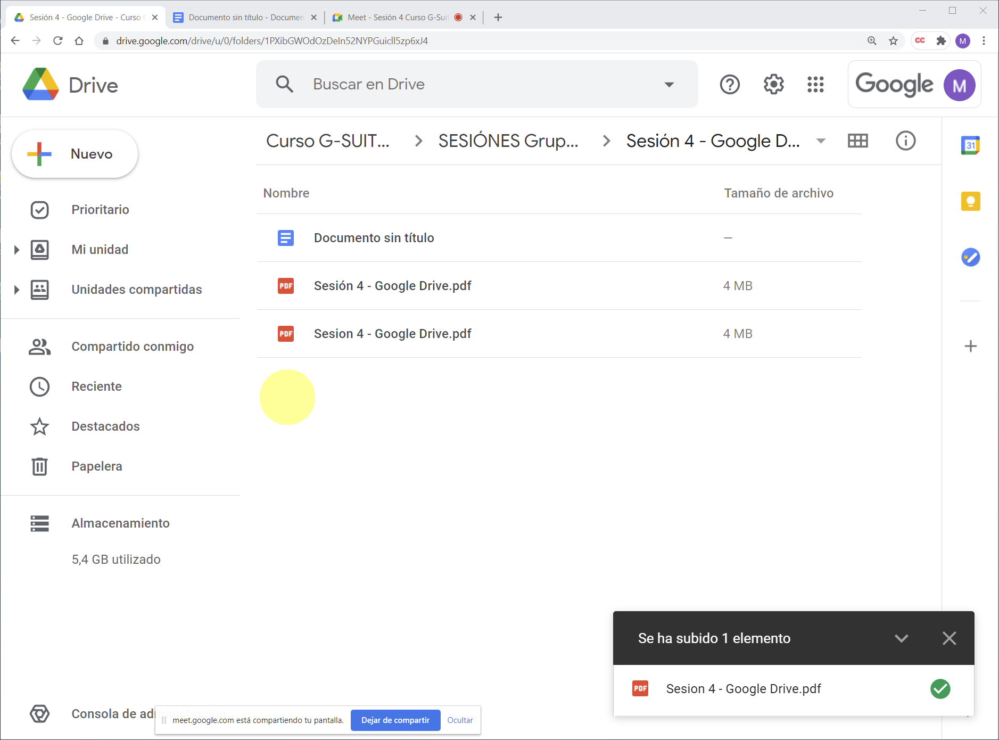 Sesión 4 - Google Drive - Curso
Documento sin título - Documen
Meet - Sesión 4 Curso G-Suit
drive.google.com/drive/u/0/folders/1PXibGWOdOzDeIn52NYPGuicll5zp6xJ4
CC
M
Drive
Buscar en Drive
Google
M
Nuevo
Curso G-SUIT...
SESIÓNES Grup...
Sesión 4 - Google D...
31
Nombre
Tamaño de archivo
Prioritario
Documento sin título
—
Mi unidad
PDF
Sesión 4 - Google Drive.pdf
4 MB
Unidades compartidas
PDF
Sesion 4 - Google Drive.pdf
4 MB
Compartido conmigo
Reciente
Destacados
Papelera
Almacenamiento
5,4 GB utilizado
Se ha subido 1 elemento
PDF
Sesion 4 - Google Drive.pdf
Consola de administración
meet.google.com está compartiendo tu pantalla.
Dejar de compartir
Ocultar